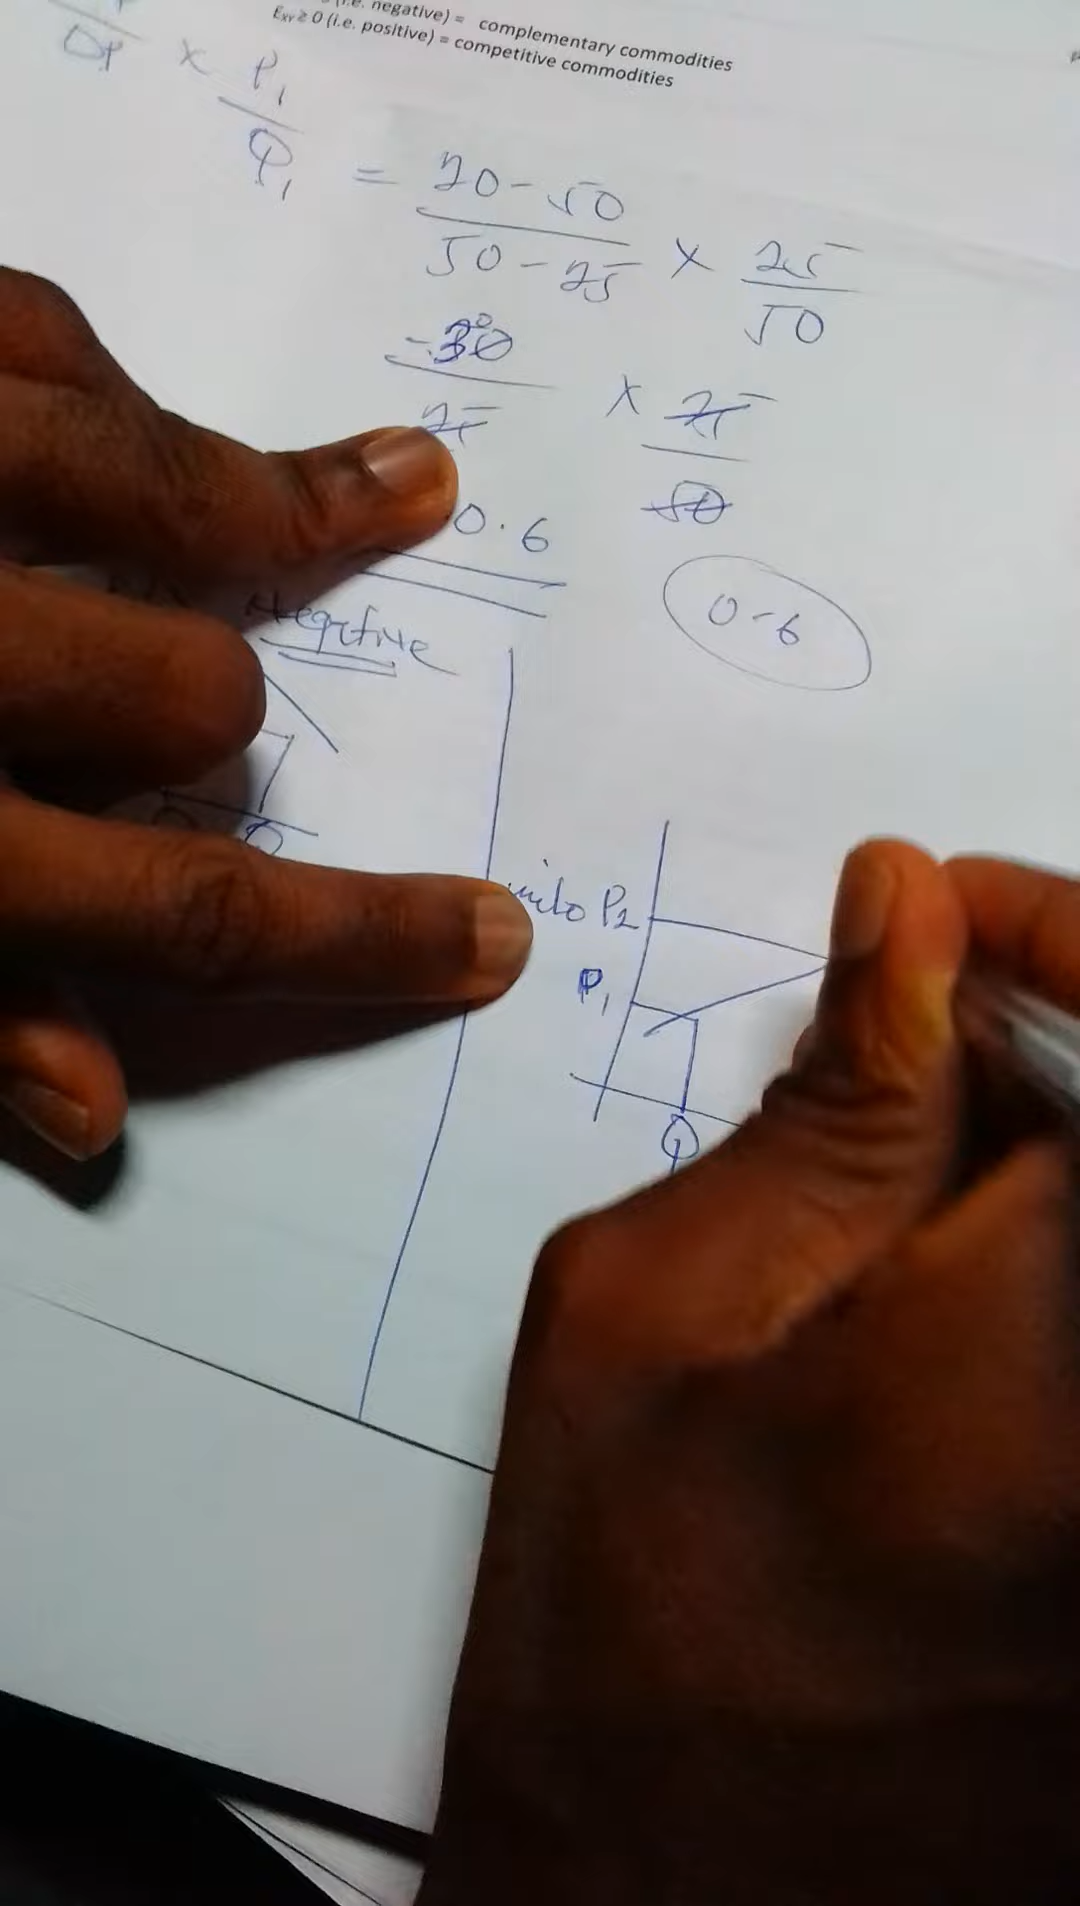 negative) = complementary commodities
Exy ≥ 0 (i.e. positive) = competitive commodities
× P1 / Q1 = 20-50 / 50-25 × 25 / 50
-30 / 25 × 25 / 50
0.6
0-6
Negative
P2
P1
Q